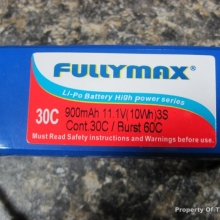 FULLYMAX®
Li-Po Battery High power series
30C
900mAh 11.1V(10Wh)3S
Cont.30C / Burst 60C
Must Read Safety instructions and Warnings before use.
Property Of T